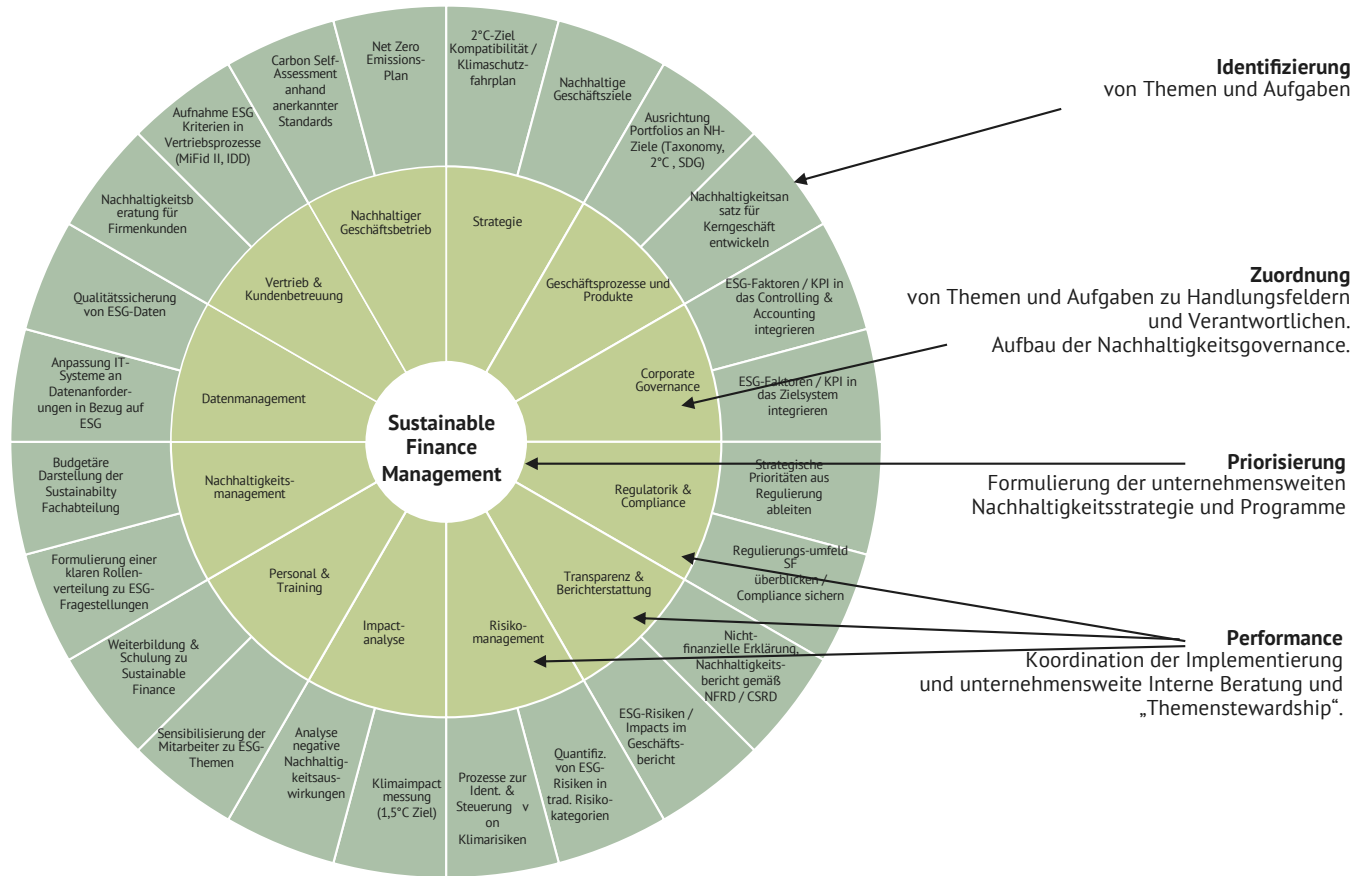 Sustainable
Finance
Management
Strategie
Geschäftsprozesse und
Produkte
Corporate
Governance
Regulatorik &
Compliance
Transparenz &
Berichterstattung
Risiko-
management
Impact-
analyse
Personal &
Training
Nachhaltigkeits-
management
Datenmanagement
Vertrieb &
Kundenbetreuung
Nachhaltiger
Geschäftsbetrieb
2°C-Ziel
Kompatibilität /
Klimaschutz-
fahrplan
Nachhaltige
Geschäftsziele
Ausrichtung
Portfolios an NH-
Ziele (Taxonomy,
2°C , SDG)
Nachhaltigkeitsan
satz für
Kerngeschäft
entwickeln
ESG-Faktoren / KPI in
das Controlling &
Accounting
integrieren
ESG-Faktoren / KPI in
das Zielsystem
integrieren
Strategische
Prioritäten aus
Regulierung
ableiten
Regulierungs-umfeld
SF
überblicken /
Compliance sichern
Nicht-
finanzielle Erklärung,
Nachhaltigkeits-
bericht gemäß
NFRD / CSRD
ESG-Risiken /
Impacts im
Geschäfts-
bericht
Quantifiz.
von ESG-
Risiken in
trad. Risiko-
kategorien
Prozesse zur
Ident. &
Steuerung v
on
Klimarisiken
Klimaimpact
messung
(1,5°C Ziel)
Analyse
negative
Nachhaltig-
keitsaus-
wirkungen
Sensibilisierung der
Mitarbeiter zu ESG-
Themen
Weiterbildung &
Schulung zu
Sustainable
Finance
Formulierung einer
klaren Rollen-
verteilung zu ESG-
Fragestellungen
Budgetäre
Darstellung der
Sustainabilty
Fachabteilung
Anpassung IT-
Systeme an
Datenanforder-
ungen in Bezug auf
ESG
Qualitätssicherung
von ESG-Daten
Nachhaltigkeitsb
eratung für
Firmenkunden
Aufnahme ESG
Kriterien in
Vertriebsprozesse
(MiFid II, IDD)
Carbon Self-
Assessment
anhand
anerkannter
Standards
Net Zero
Emissions-
Plan
Identifizierung
von Themen und Aufgaben
Zuordnung
von Themen und Aufgaben zu Handlungsfeldern
und Verantwortlichen.
Aufbau der Nachhaltigkeitsgovernance.
Priorisierung
Formulierung der unternehmensweiten
Nachhaltigkeitsstrategie und Programme
Performance
Koordination der Implementierung
und unternehmensweite Interne Beratung und
„Themenstewardship“.